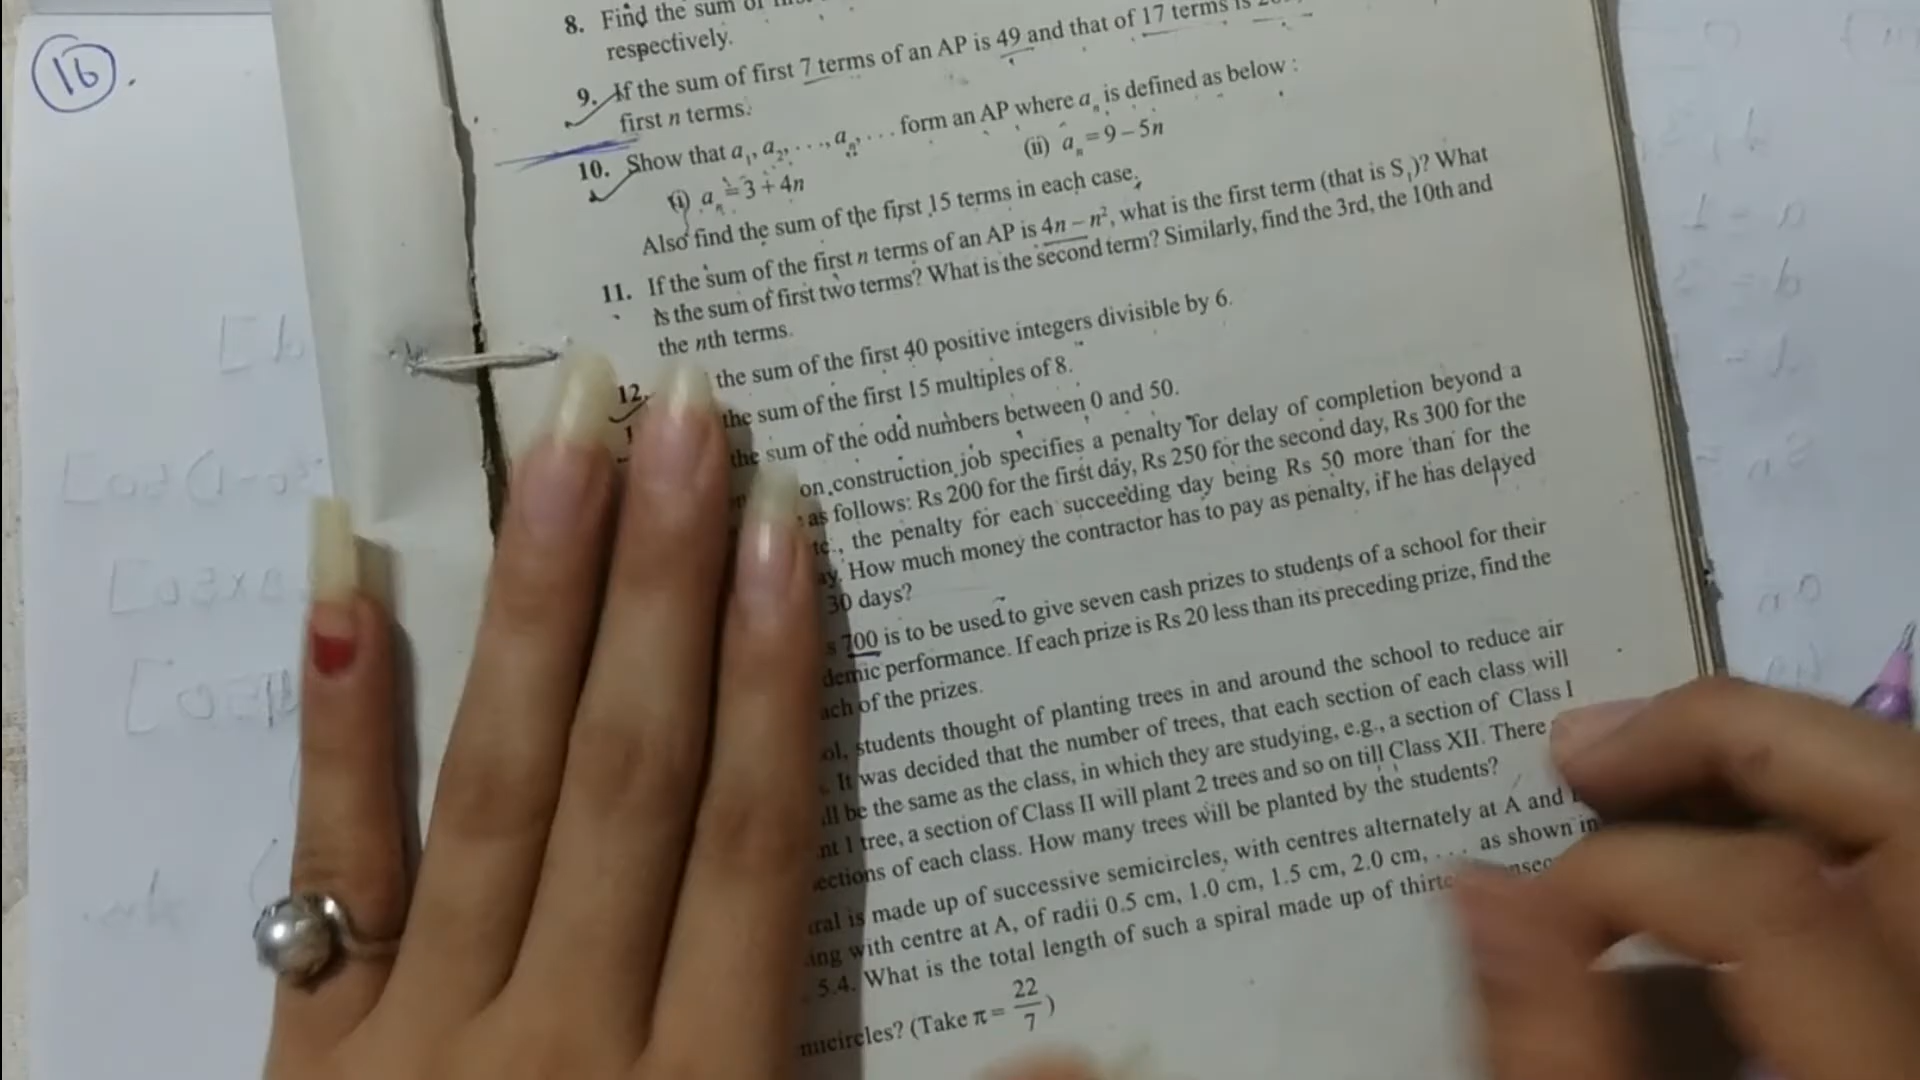 16.
8. Find the sum of
respectively.
9. If the sum of first 7 terms of an AP is 49 and that of 17 terms is
first n terms.
10. Show that a₁, a₂, . . ., aₙ, . . . form an AP where aₙ is defined as below :
(i) aₙ = 3 + 4n (ii) aₙ = 9 – 5n
Also find the sum of the first 15 terms in each case.
11. If the sum of the first n terms of an AP is 4n – n², what is the first term (that is S₁)? What
is the sum of first two terms? What is the second term? Similarly, find the 3rd, the 10th and
the nth terms.
12. the sum of the first 40 positive integers divisible by 6.
1 the sum of the first 15 multiples of 8.
the sum of the odd numbers between 0 and 50.
on construction job specifies a penalty for delay of completion beyond a
as follows: Rs 200 for the first day, Rs 250 for the second day, Rs 300 for the
tc., the penalty for each succeeding day being Rs 50 more than for the
ay. How much money the contractor has to pay as penalty, if he has delayed
30 days?
s 700 is to be used to give seven cash prizes to students of a school for their
demic performance. If each prize is Rs 20 less than its preceding prize, find the
ach of the prizes.
ol, students thought of planting trees in and around the school to reduce air
. It was decided that the number of trees, that each section of each class will
ll be the same as the class, in which they are studying, e.g., a section of Class I
nt 1 tree, a section of Class II will plant 2 trees and so on till Class XII. There
ections of each class. How many trees will be planted by the students?
ral is made up of successive semicircles, with centres alternately at A and
ing with centre at A, of radii 0.5 cm, 1.0 cm, 1.5 cm, 2.0 cm, . . . as shown in
5.4. What is the total length of such a spiral made up of
micircles? (Take π = 22/7)